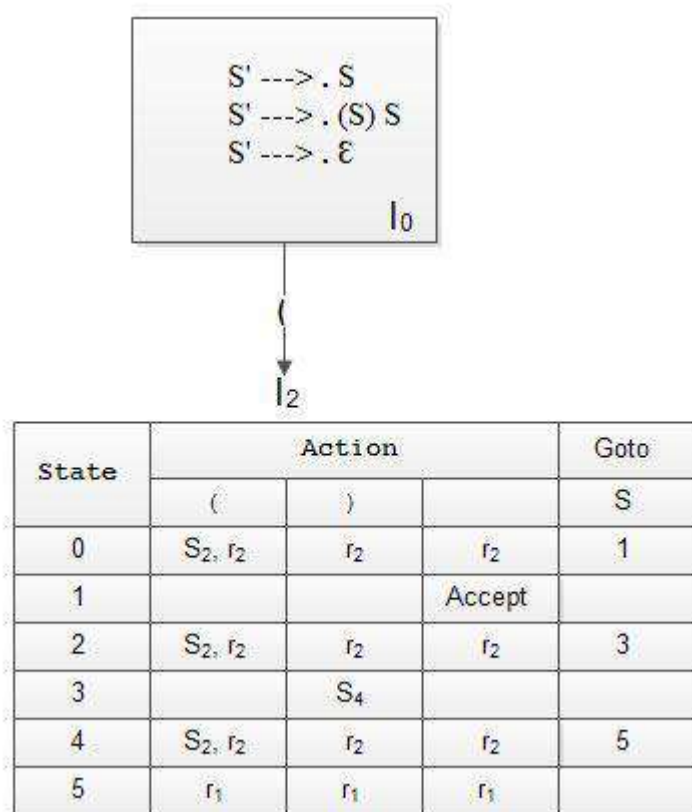 S' ---> . S
S' ---> . (S) S
S' ---> . Ɛ
I₀
(
I₂
State Action Goto
( ) S
0 S₂, r₂ r₂ r₂ 1
1 Accept
2 S₂, r₂ r₂ r₂ 3
3 S₄
4 S₂, r₂ r₂ r₂ 5
5 r₁ r₁ r₁